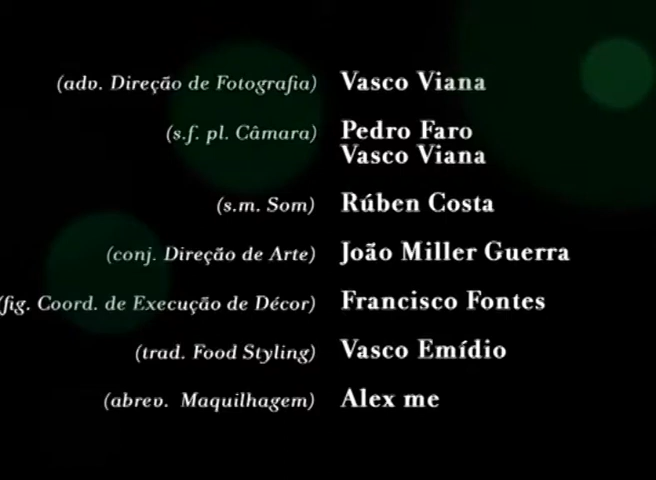 (adv. Direção de Fotografia) Vasco Viana
(s.f. pl. Câmara) Pedro Faro
Vasco Viana
(s.m. Som) Rúben Costa
(conj. Direção de Arte) João Miller Guerra
(fig. Coord. de Execução de Décor) Francisco Fontes
(trad. Food Styling) Vasco Emídio
(abrev. Maquilhagem) Alex me